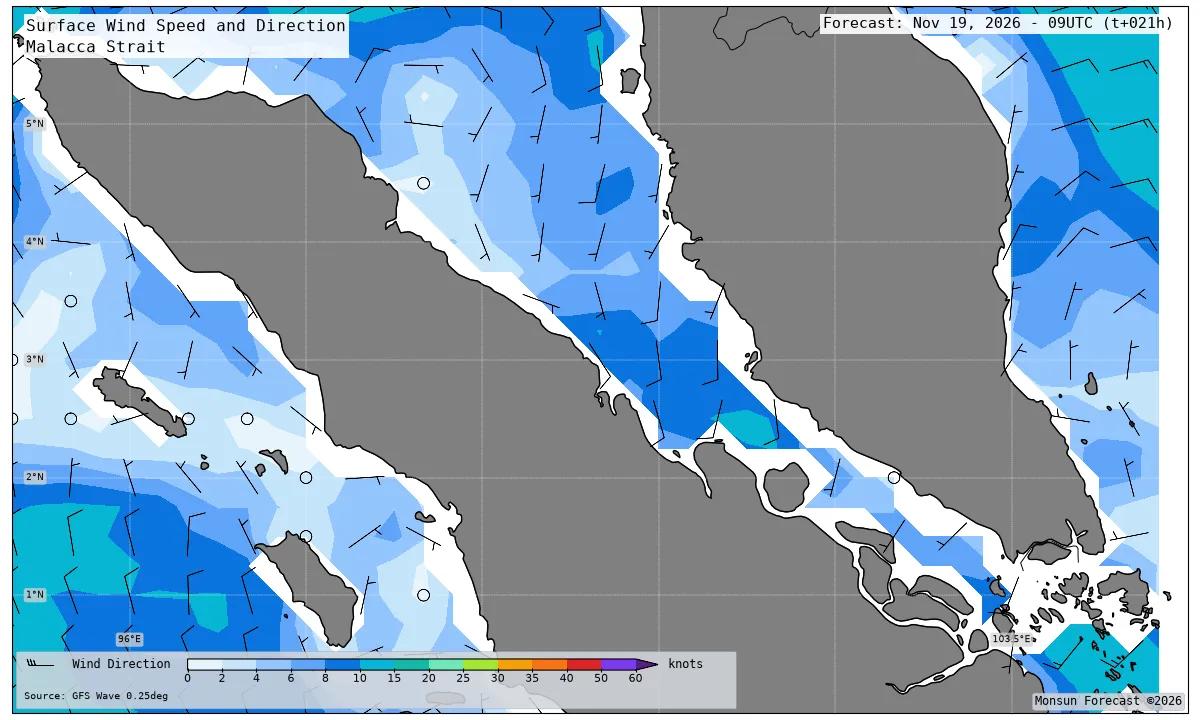 Surface Wind Speed and Direction
Malacca Strait
Forecast: Nov 19, 2026 - 09UTC (t+021h)
5°N
4°N
3°N
2°N
1°N
96°E
103.5°E
Wind Direction
knots
0 2 4 6 8 10 15 20 25 30 40 50 60
Source: GFS Wave 0.25deg
Monsun Forecast ©2026